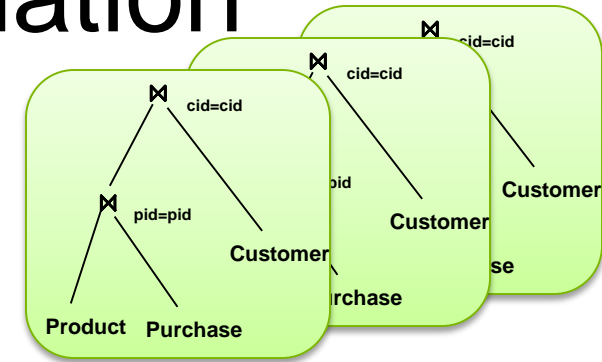 ation
⋈ cid=cid
⋈ cid=cid
⋈ cid=cid
pid
Customer
⋈ pid=pid
Customer
Customer
se
rchase
Product Purchase